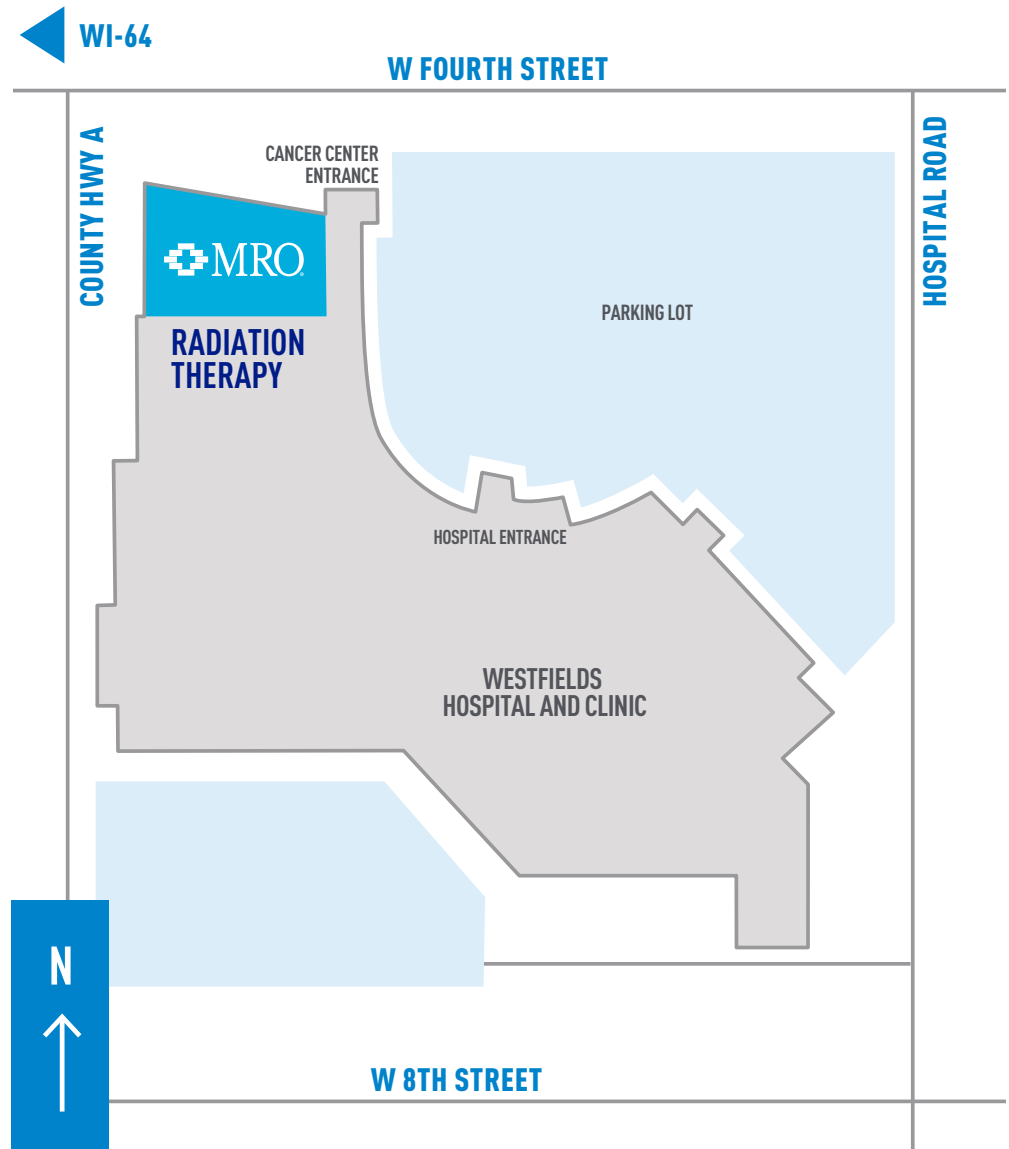 WI-64
W FOURTH STREET
COUNTY HWY A
HOSPITAL ROAD
CANCER CENTER
ENTRANCE
MRO
PARKING LOT
RADIATION
THERAPY
HOSPITAL ENTRANCE
WESTFIELDS
HOSPITAL AND CLINIC
N
W 8TH STREET